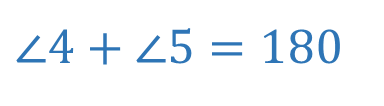 ∠4 + ∠5 = 180